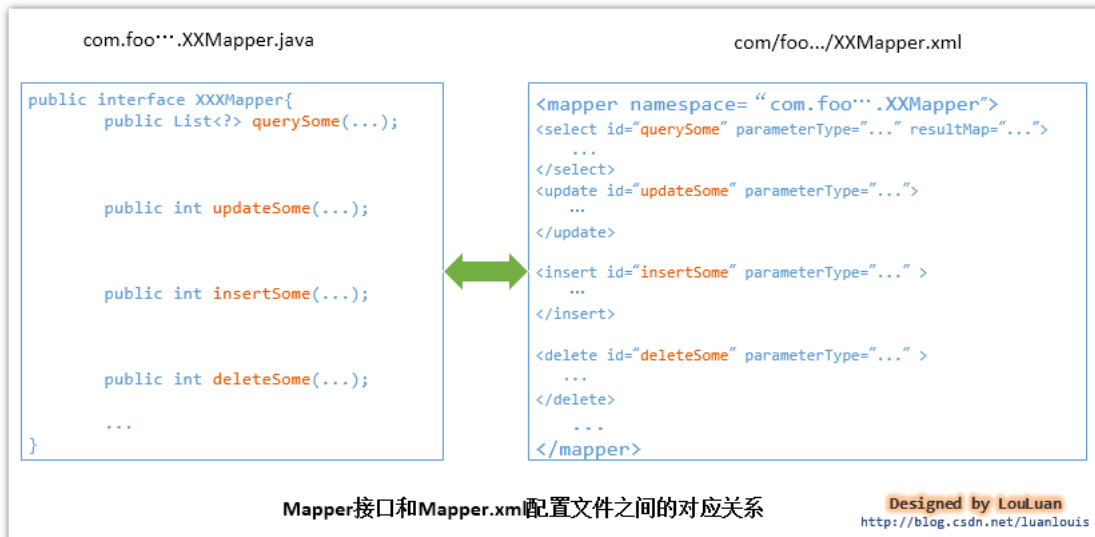 com.foo….XXMapper.java
com/foo.../XXMapper.xml
public interface XXXMapper{
public List<?> querySome(...);
public int updateSome(...);
public int insertSome(...);
public int deleteSome(...);
...
}
<mapper namespace=“com.foo….XXMapper”>
<select id=“querySome” parameterType=”...” resultMap=”...”>
...
</select>
<update id=“updateSome” parameterType=”...”>
…
</update>
<insert id=“insertSome” parameterType=”...” >
…
</insert>
<delete id=“deleteSome” parameterType=”...” >
...
</delete>
...
</mapper>
Mapper接口和Mapper.xml配置文件之间的对应关系
Designed by LouLuan
http://blog.csdn.net/luanlouis